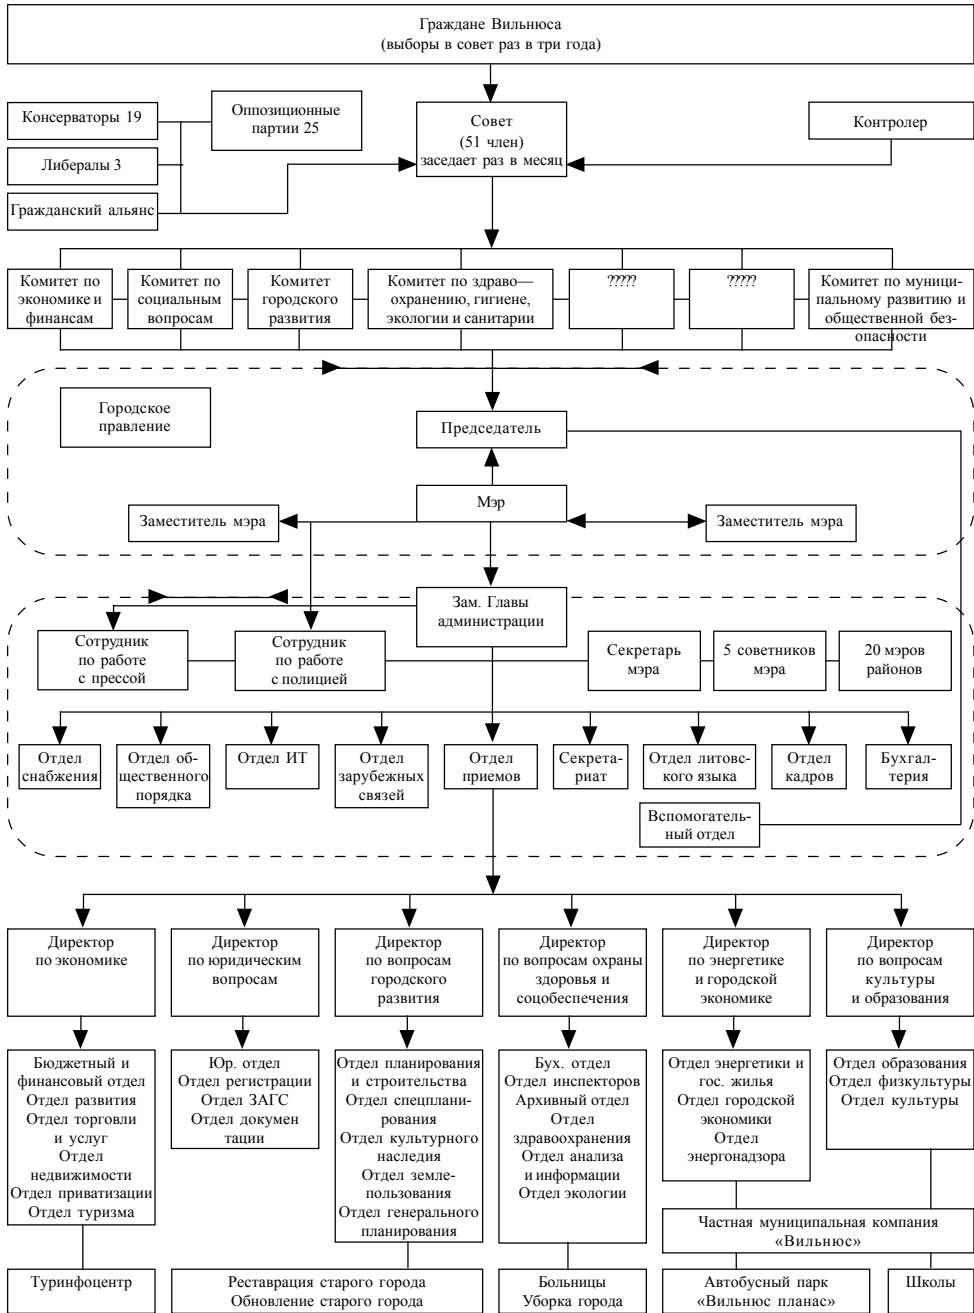 Граждане Вильнюса
(выборы в совет раз в три года)
Консерваторы 19
Оппозиционные
партии 25
Либералы 3
Гражданский альянс
Совет
(51 член)
заседает раз в месяц
Контролер
Комитет по
экономике и
финансам
Комитет по
социальным
вопросам
Комитет
городского
развития
Комитет по здраво—
охранению, гигиене,
экологии и санитарии
?????
?????
Комитет по муници-
пальному развитию и
общественной без-
опасности
Городское
правление
Председатель
Мэр
Заместитель мэра
Заместитель мэра
Зам. Главы
администрации
Сотрудник
по работе
с прессой
Сотрудник
по работе
с полицией
Секретарь
мэра
5 советников
мэра
20 мэров
районов
Отдел
снабжения
Отдел об-
щественного
порядка
Отдел ИТ
Отдел
зарубежных
связей
Отдел
приемов
Секрета-
риат
Отдел литов-
ского языка
Отдел
кадров
Бухгал-
терия
Вспомогатель-
ный отдел
Директор
по экономике
Директор
по юридическим
вопросам
Директор
по вопросам
городского
развития
Директор
по вопросам охраны
здоровья и
соцобеспечения
Директор
по энергетике
и городской
экономике
Директор
по вопросам
культуры
и образования
Бюджетный и
финансовый отдел
Отдел развития
Отдел торговли
и услуг
Отдел
недвижимости
Отдел приватизации
Отдел туризма
Юр. отдел
Отдел регистрации
Отдел ЗАГС
Отдел докумен
тации
Отдел планирования
и строительства
Отдел спецплани-
рования
Отдел культурного
наследия
Отдел земле-
пользования
Отдел генерального
планирования
Бух. отдел
Отдел инспекторов
Архивный отдел
Отдел
здравоохранения
Отдел анализа
и информации
Отдел экологии
Отдел энергетики и
гос. жилья
Отдел городской
экономики
Отдел
энергонадзора
Отдел образования
Отдел физкультуры
Отдел культуры
Частная муниципальная компания
«Вильнюс»
Туринфоцентр
Реставрация старого города
Обновление старого города
Больницы
Уборка города
Автобусный парк
«Вильнюс планас»
Школы